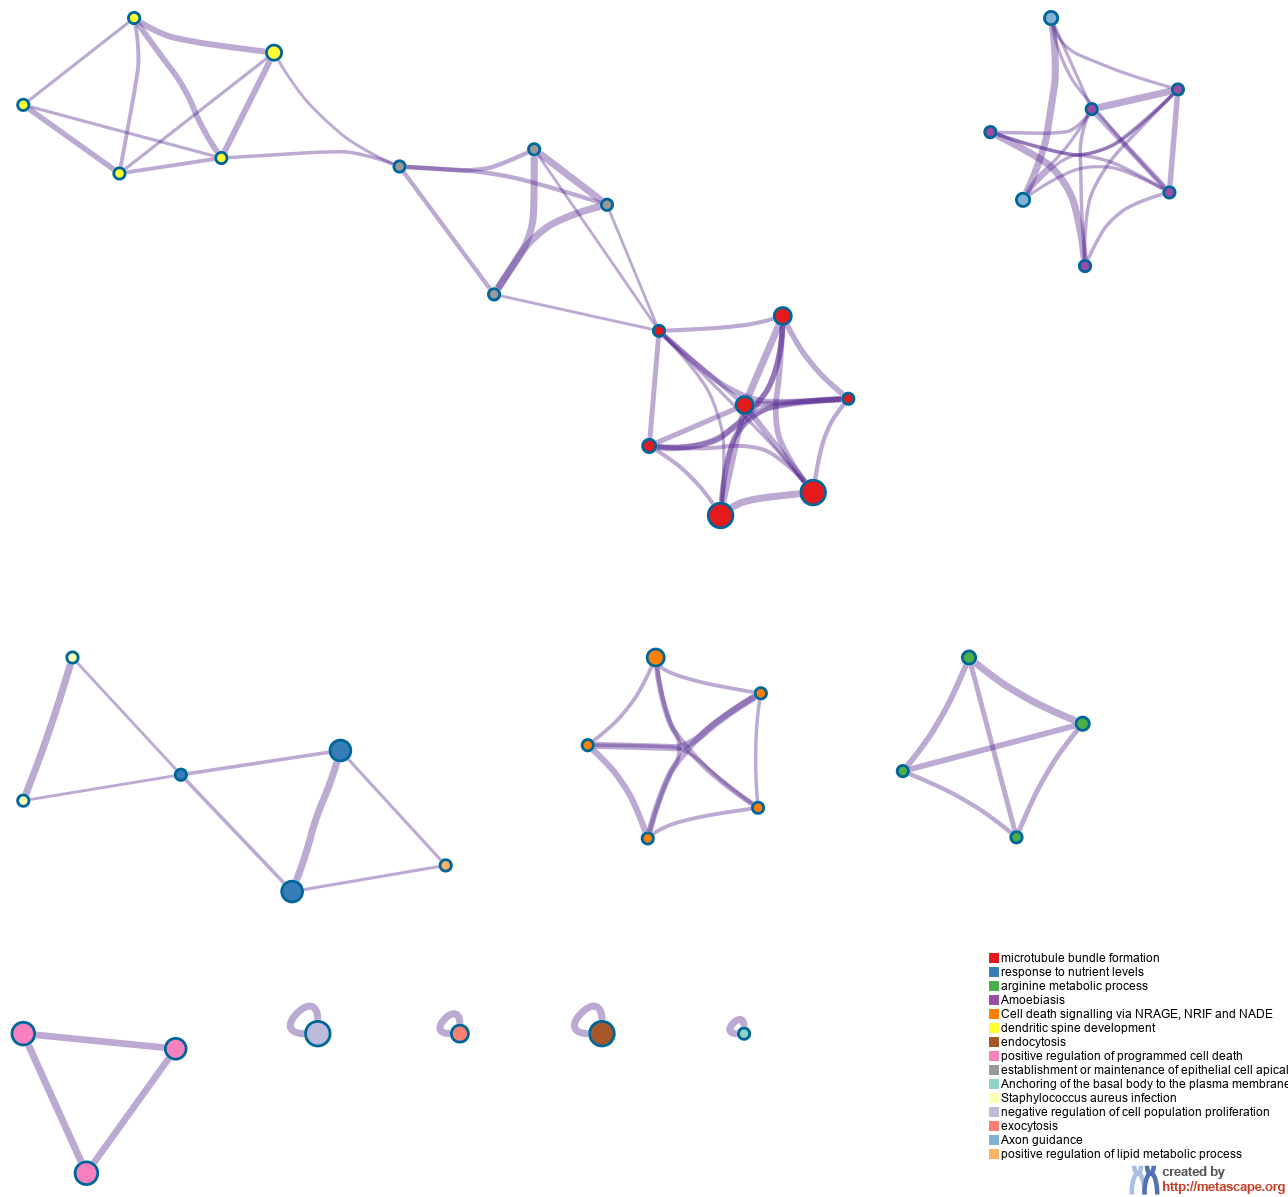 microtubule bundle formation
response to nutrient levels
arginine metabolic process
Amoebiasis
Cell death signalling via NRAGE, NRIF and NADE
dendritic spine development
endocytosis
positive regulation of programmed cell death
establishment or maintenance of epithelial cell apical
Anchoring of the basal body to the plasma membrane
Staphylococcus aureus infection
negative regulation of cell population proliferation
exocytosis
Axon guidance
positive regulation of lipid metabolic process
created by
http://metascape.org